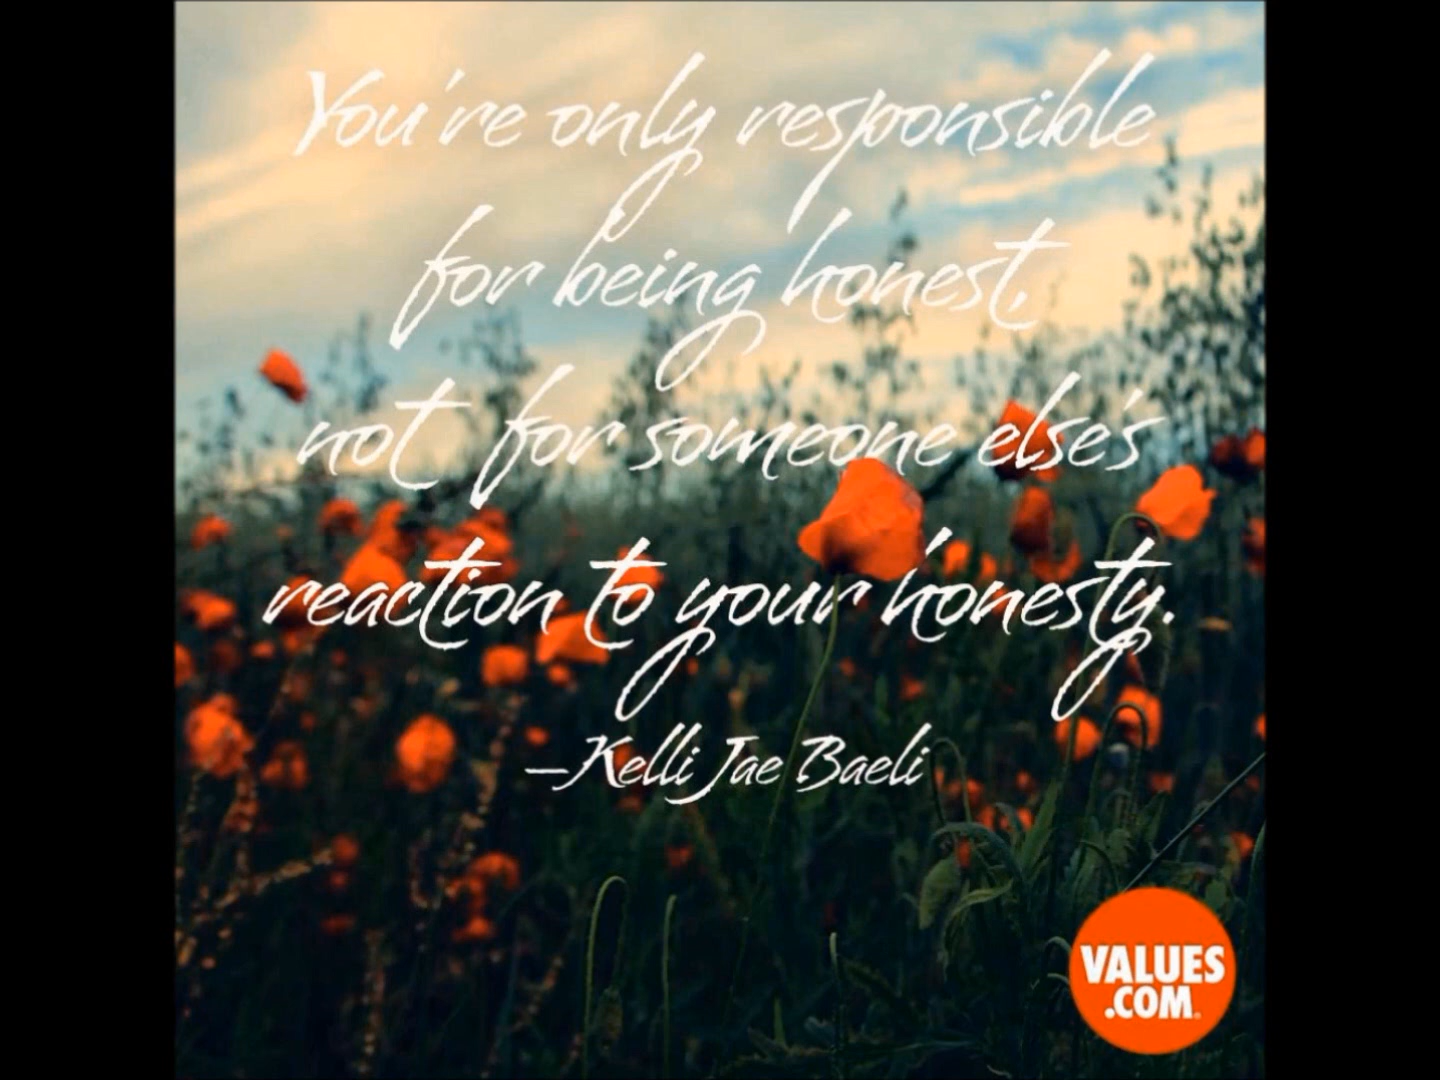 You're only responsible
for being honest,
not for someone else's
reaction to your honesty.
—Kelli Jae Baeli
VALUES
.COM